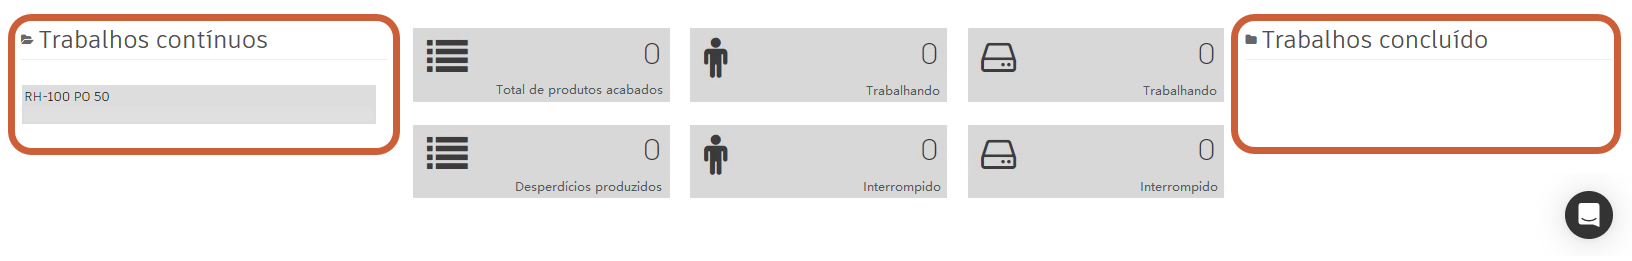 Trabalhos contínuos
RH-100 PO 50
0
Total de produtos acabados
0
Trabalhando
0
Trabalhando
0
Desperdícios produzidos
0
Interrompido
0
Interrompido
Trabalhos concluído